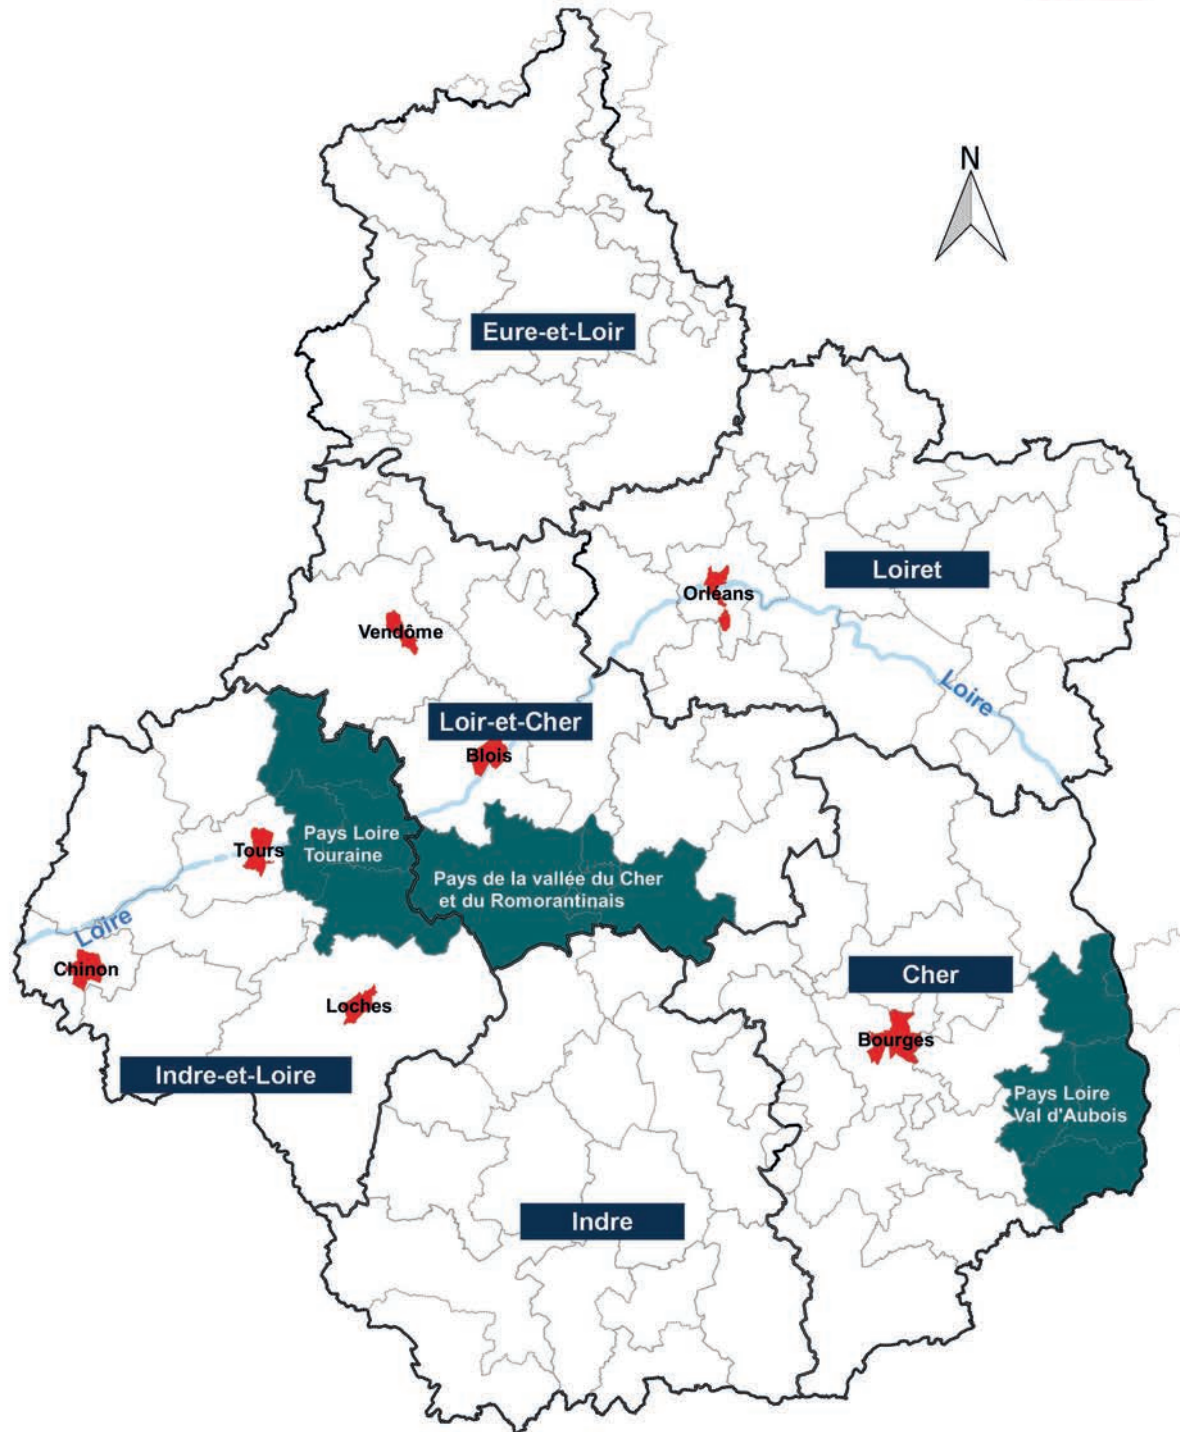 N
Eure-et-Loir
Loiret
Orléans
Vendôme
Loire
Loir-et-Cher
Blois
Pays Loire
Touraine
Tours
Pays de la vallée du Cher
et du Romorantinais
Loire
Chinon
Cher
Loches
Bourges
Indre-et-Loire
Pays Loire
Val d'Aubois
Indre